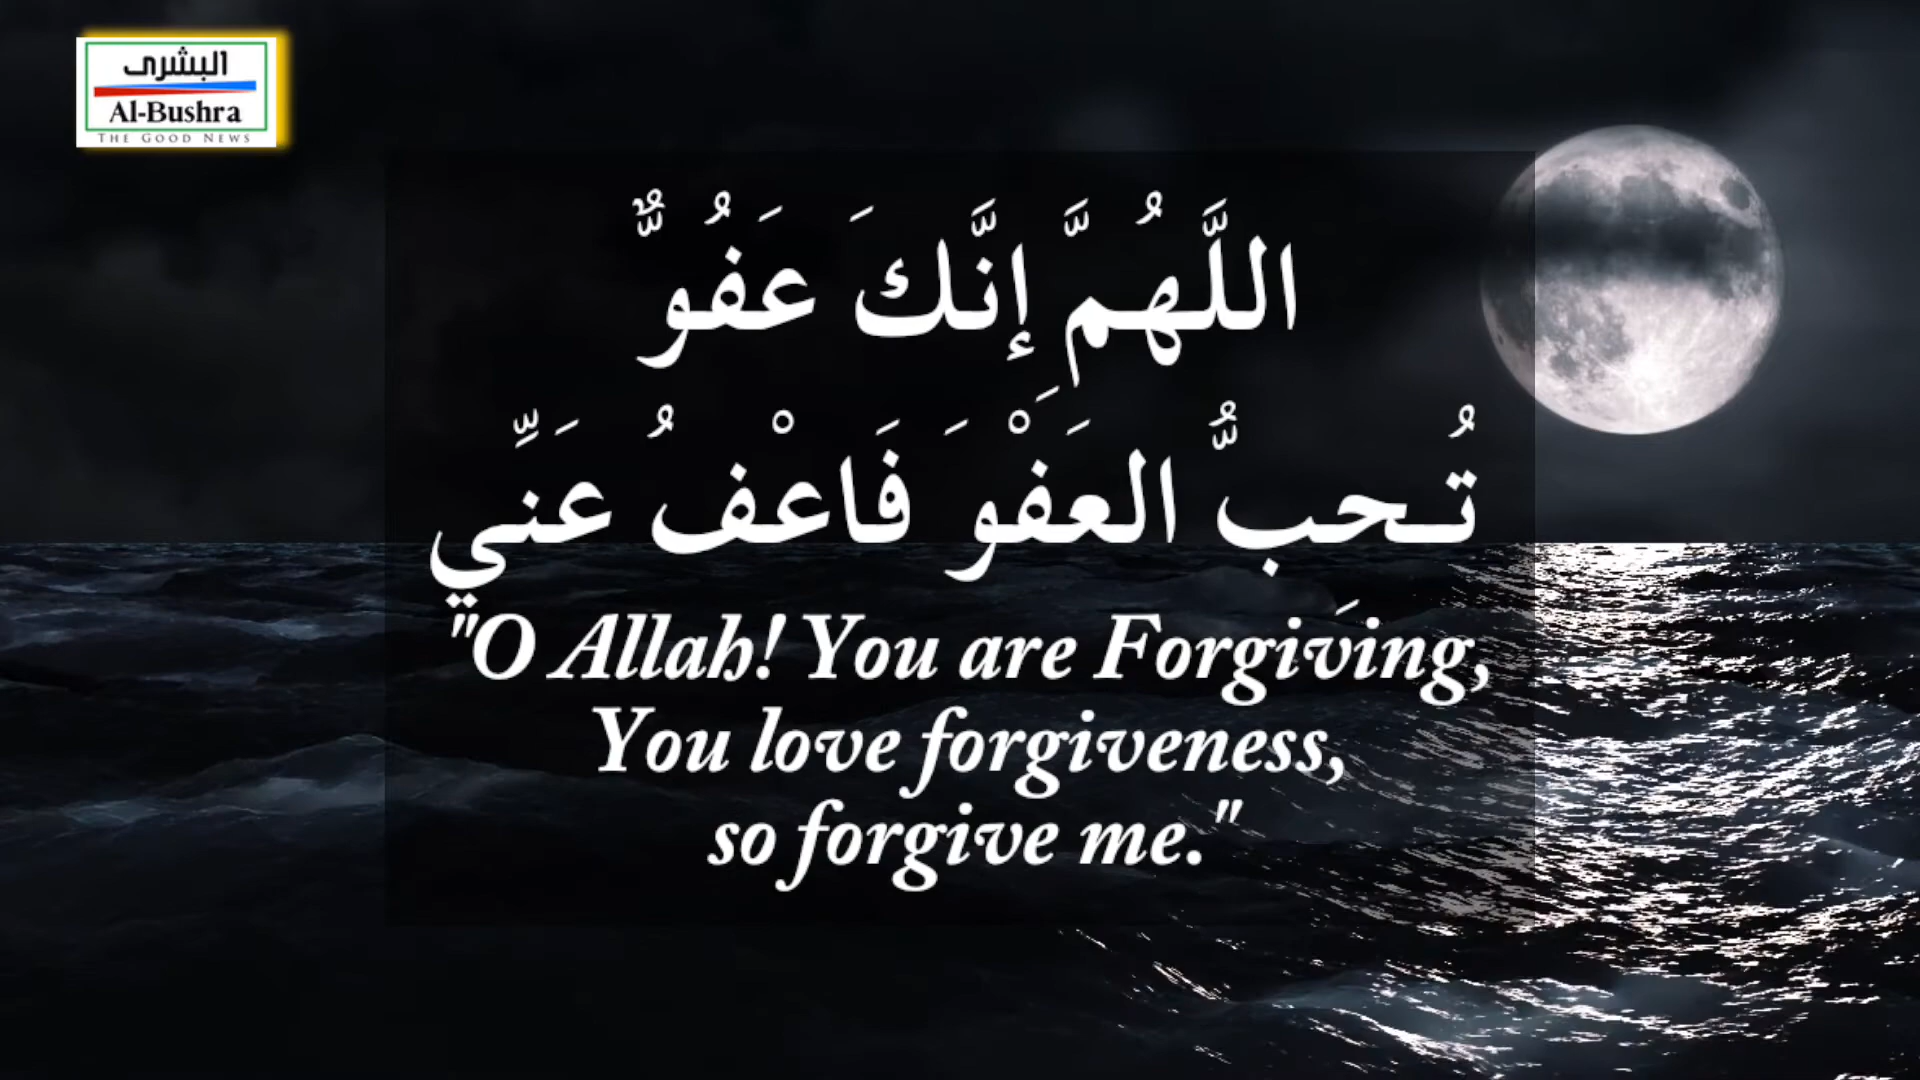 البشرى
Al-Bushra
THE GOOD NEWS
اللَّهُمَّ إِنَّكَ عَفُوٌّ
تُحِبُّ العَفْوَ فَاعْفُ عَنِّي
"O Allah! You are Forgiving,
You love forgiveness,
so forgive me."